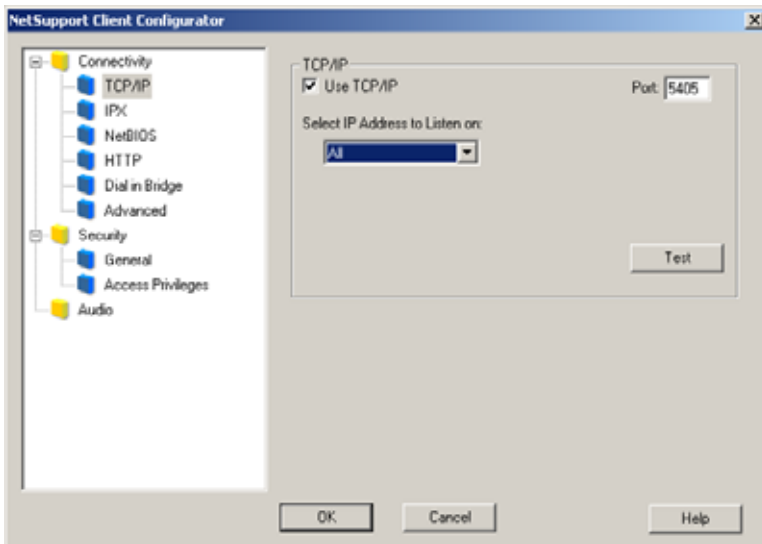 NetSupport Client Configurator
Connectivity
TCP/IP
IPX
NetBIOS
HTTP
Dial in Bridge
Advanced
Security
General
Access Privileges
Audio
TCP/IP
Use TCP/IP
Port: 5405
Select IP Address to Listen on:
All
Test
OK
Cancel
Help